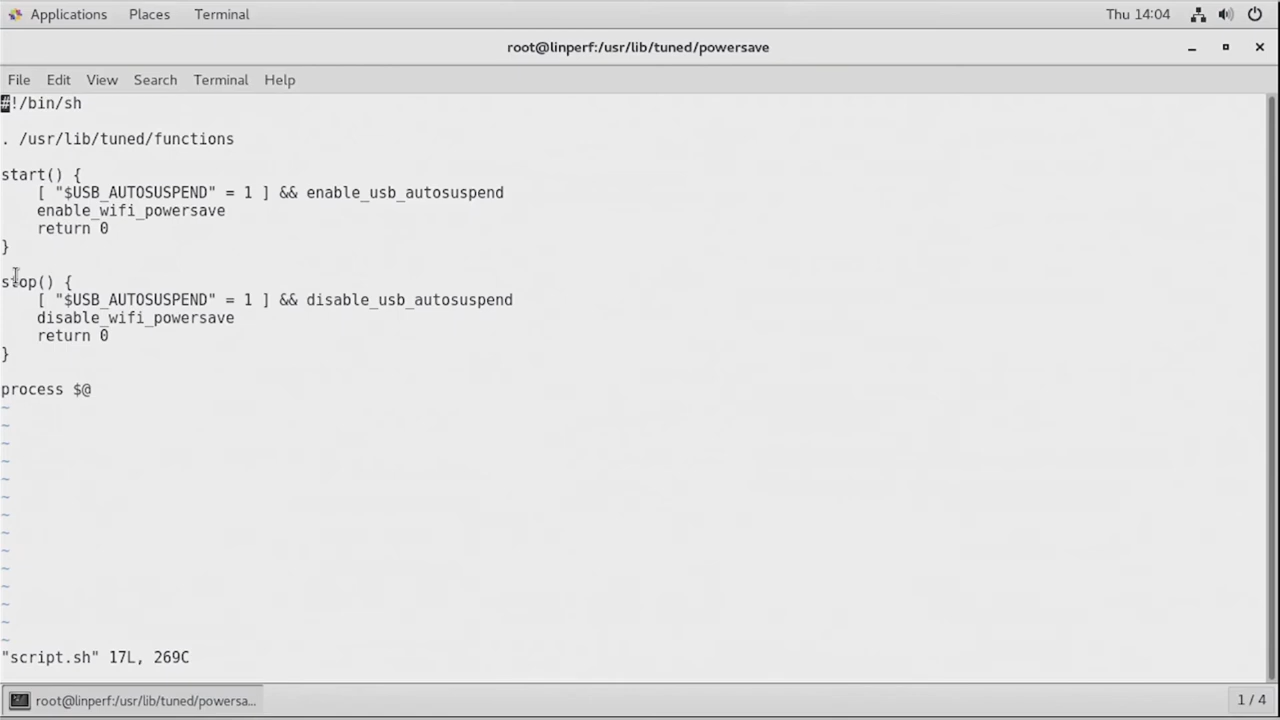 Applications Places Terminal Thu 14:04
root@linperf:/usr/lib/tuned/powersave
File Edit View Search Terminal Help
#!/bin/sh
. /usr/lib/tuned/functions
start() {
    [ "$USB_AUTOSUSPEND" = 1 ] && enable_usb_autosuspend
    enable_wifi_powersave
    return 0
}
stop() {
    [ "$USB_AUTOSUSPEND" = 1 ] && disable_usb_autosuspend
    disable_wifi_powersave
    return 0
}
process $@
~
~
~
~
~
~
~
~
~
~
~
~
~
~
"script.sh" 17L, 269C
root@linperf:/usr/lib/tuned/powersa... 1 / 4